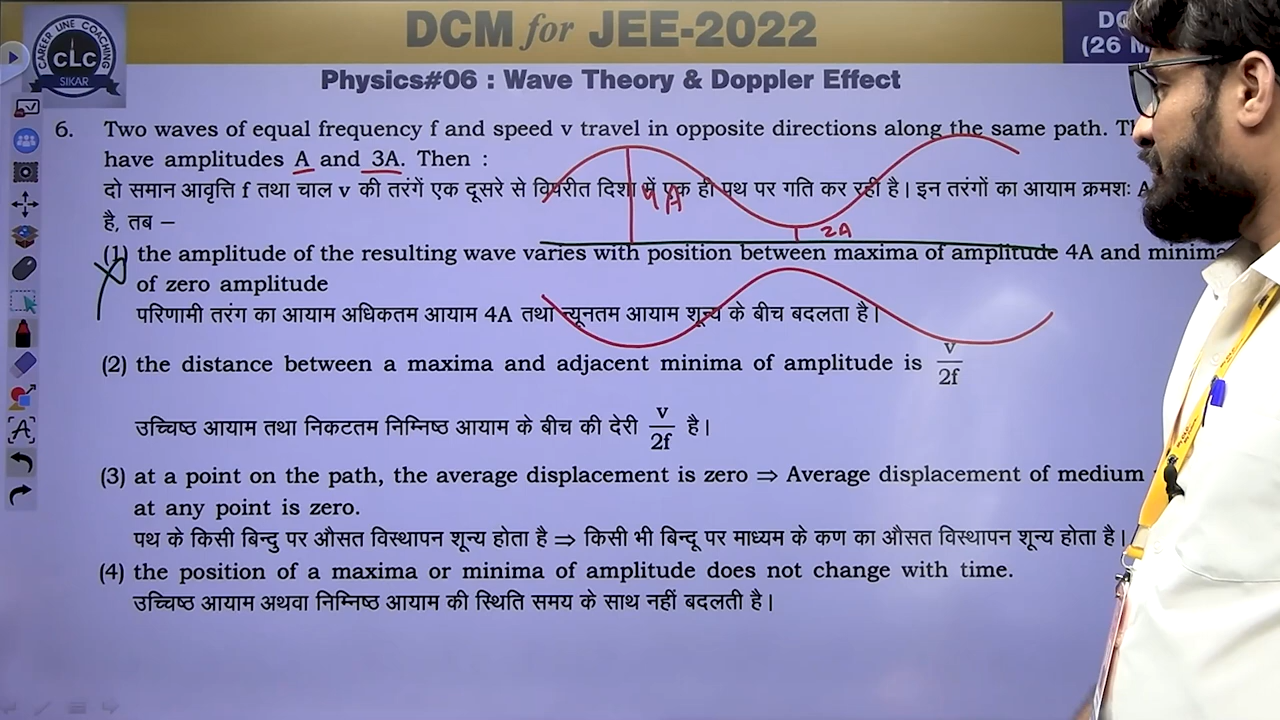 DCM for JEE-2022
CAREER LINE COACHING
CLC
SIKAR
(26
Physics#06 : Wave Theory & Doppler Effect
6. Two waves of equal frequency f and speed v travel in opposite directions along the same path.
have amplitudes A and 3A. Then :
दो समान आवृत्ति f तथा चाल v की तरंगें एक दूसरे से विपरीत दिशा में एक ही पथ पर गति कर रही है। इन तरंगों का आयाम क्रमशः A
है, तब –
4A
2A
(1) the amplitude of the resulting wave varies with position between maxima of amplitude 4A and minima
of zero amplitude
परिणामी तरंग का आयाम अधिकतम आयाम 4A तथा न्यूनतम आयाम शून्य के बीच बदलता है।
(2) the distance between a maxima and adjacent minima of amplitude is v/2f
उच्चिष्ठ आयाम तथा निकटतम निम्निष्ठ आयाम के बीच की देरी v/2f है।
(3) at a point on the path, the average displacement is zero ⇒ Average displacement of medium
at any point is zero.
पथ के किसी बिन्दु पर औसत विस्थापन शून्य होता है ⇒ किसी भी बिन्दू पर माध्यम के कण का औसत विस्थापन शून्य होता है।
(4) the position of a maxima or minima of amplitude does not change with time.
उच्चिष्ठ आयाम अथवा निम्निष्ठ आयाम की स्थिति समय के साथ नहीं बदलती है।